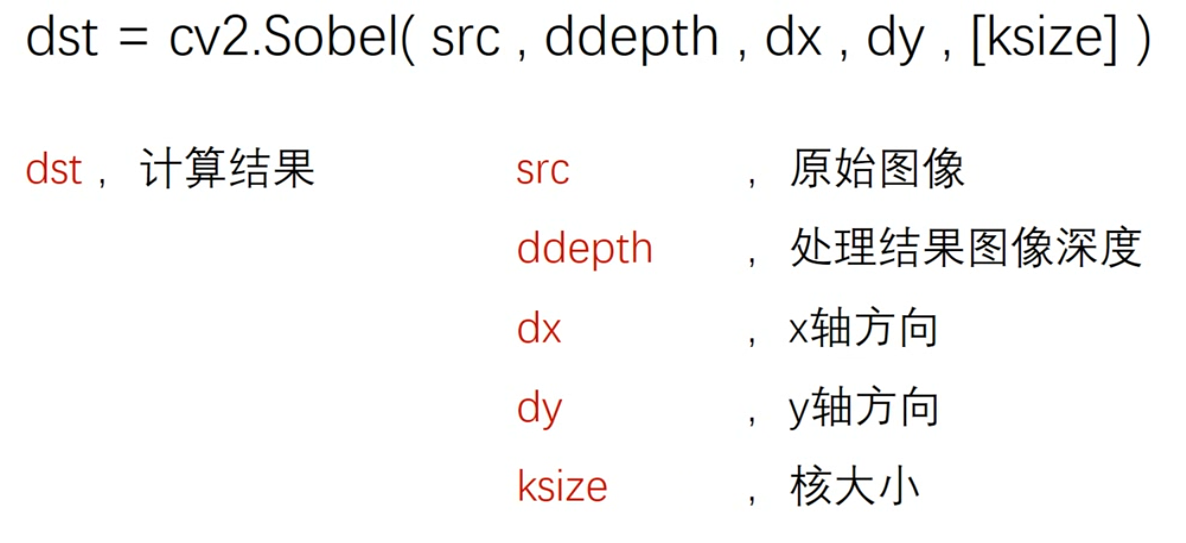 dst = cv2.Sobel( src , ddepth , dx , dy , [ksize] )
dst ，计算结果 src ，原始图像
ddepth ，处理结果图像深度
dx ，x轴方向
dy ，y轴方向
ksize ，核大小